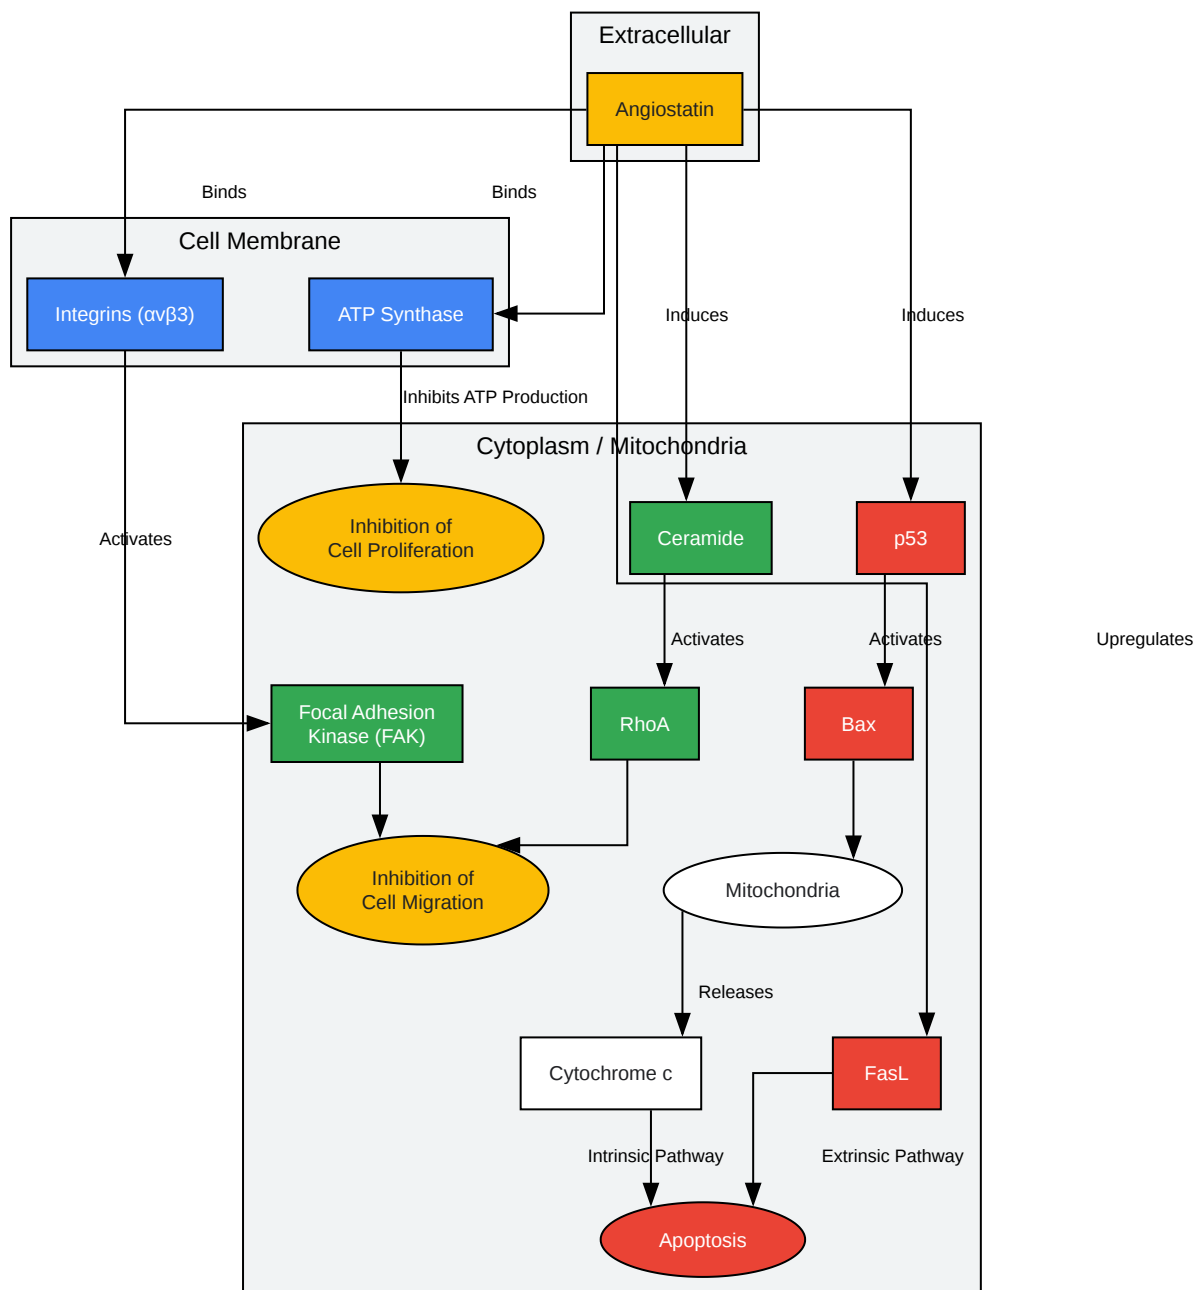 Extracellular
Angiostatin
Binds
Binds
Cell Membrane
Integrins (αvβ3)
ATP Synthase
Induces
Induces
Inhibits ATP Production
Cytoplasm / Mitochondria
Inhibition of
Cell Proliferation
Ceramide
p53
Activates
Activates
Activates
Upregulates
Focal Adhesion
Kinase (FAK)
RhoA
Bax
Inhibition of
Cell Migration
Mitochondria
Releases
Cytochrome c
FasL
Intrinsic Pathway
Extrinsic Pathway
Apoptosis